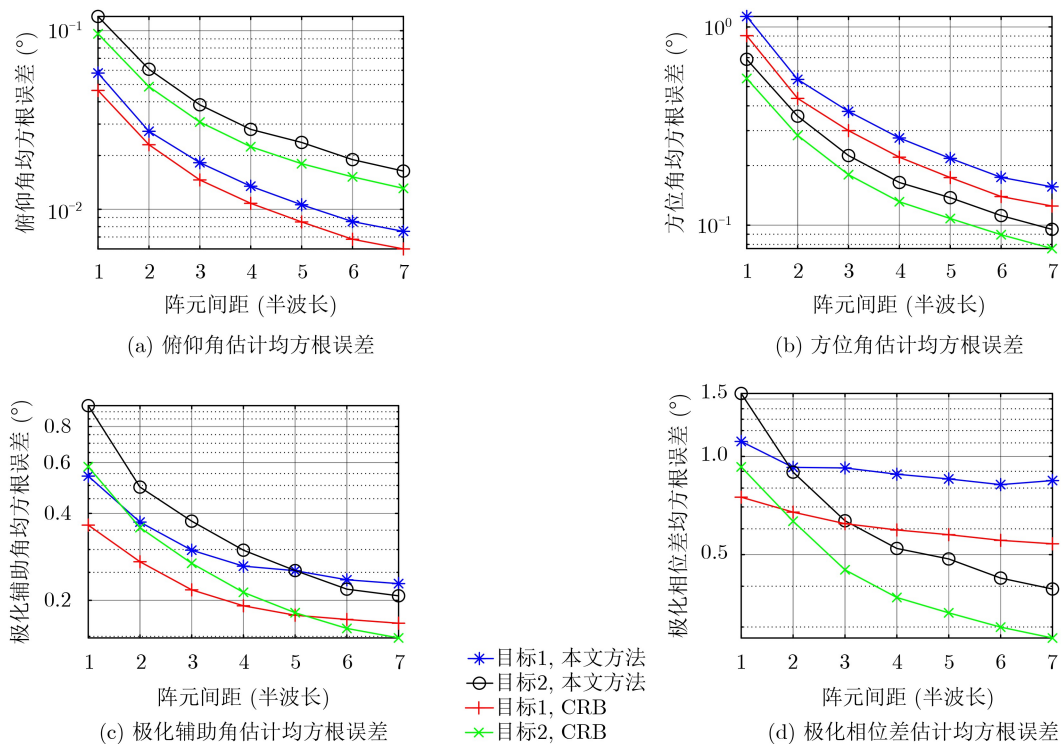 俯仰角均方根误差 (°)
10⁻¹
10⁻²
1 2 3 4 5 6 7
阵元间距 (半波长)
(a) 俯仰角估计均方根误差
方位角均方根误差 (°)
10⁰
10⁻¹
1 2 3 4 5 6 7
阵元间距 (半波长)
(b) 方位角估计均方根误差
极化辅助角均方根误差 (°)
0.8
0.6
0.4
0.2
1 2 3 4 5 6 7
阵元间距 (半波长)
(c) 极化辅助角估计均方根误差
极化相位差均方根误差 (°)
1.5
1.0
0.5
1 2 3 4 5 6 7
阵元间距 (半波长)
(d) 极化相位差估计均方根误差
目标1, 本文方法
目标2, 本文方法
目标1, CRB
目标2, CRB